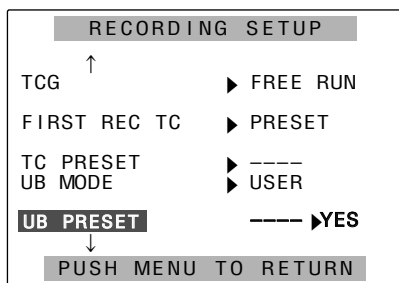 RECORDING SETUP
↑
TCG ▶ FREE RUN
FIRST REC TC ▶ PRESET
TC PRESET ▶ ----
UB MODE ▶ USER
UB PRESET ---- ▶YES
↓
PUSH MENU TO RETURN